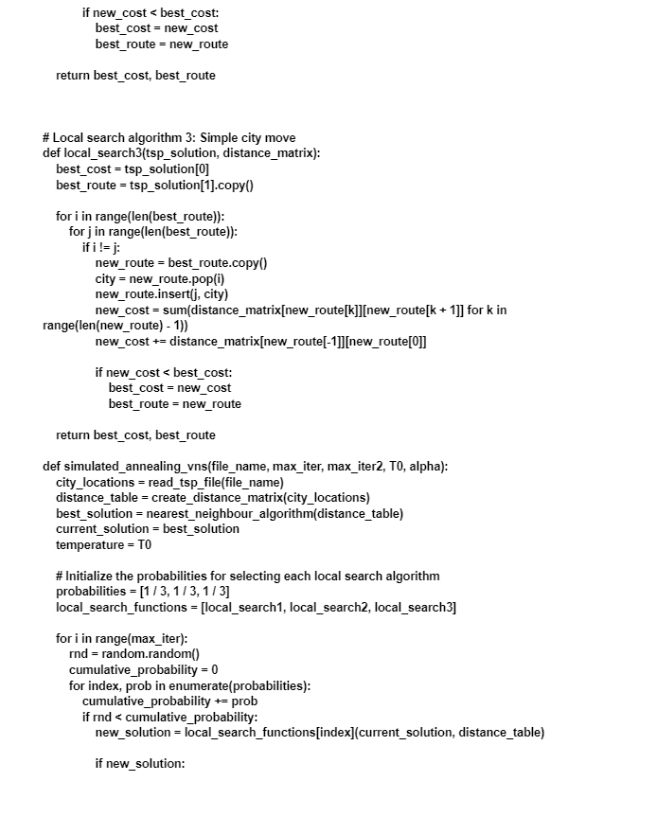 if new_cost < best_cost:
best_cost = new_cost
best_route = new_route
return best_cost, best_route
# Local search algorithm 3: Simple city move
def local_search3(tsp_solution, distance_matrix):
best_cost = tsp_solution[0]
best_route = tsp_solution[1].copy()
for i in range(len(best_route)):
for j in range(len(best_route)):
if i != j:
new_route = best_route.copy()
city = new_route.pop(i)
new_route.insert(j, city)
new_cost = sum(distance_matrix[new_route[k]][new_route[k + 1]] for k in
range(len(new_route) - 1))
new_cost += distance_matrix[new_route[-1]][new_route[0]]
if new_cost < best_cost:
best_cost = new_cost
best_route = new_route
return best_cost, best_route
def simulated_annealing_vns(file_name, max_iter, max_iter2, T0, alpha):
city_locations = read_tsp_file(file_name)
distance_table = create_distance_matrix(city_locations)
best_solution = nearest_neighbour_algorithm(distance_table)
current_solution = best_solution
temperature = T0
# Initialize the probabilities for selecting each local search algorithm
probabilities = [1 / 3, 1 / 3, 1 / 3]
local_search_functions = [local_search1, local_search2, local_search3]
for i in range(max_iter):
rnd = random.random()
cumulative_probability = 0
for index, prob in enumerate(probabilities):
cumulative_probability += prob
if rnd < cumulative_probability:
new_solution = local_search_functions[index](current_solution, distance_table)
if new_solution: